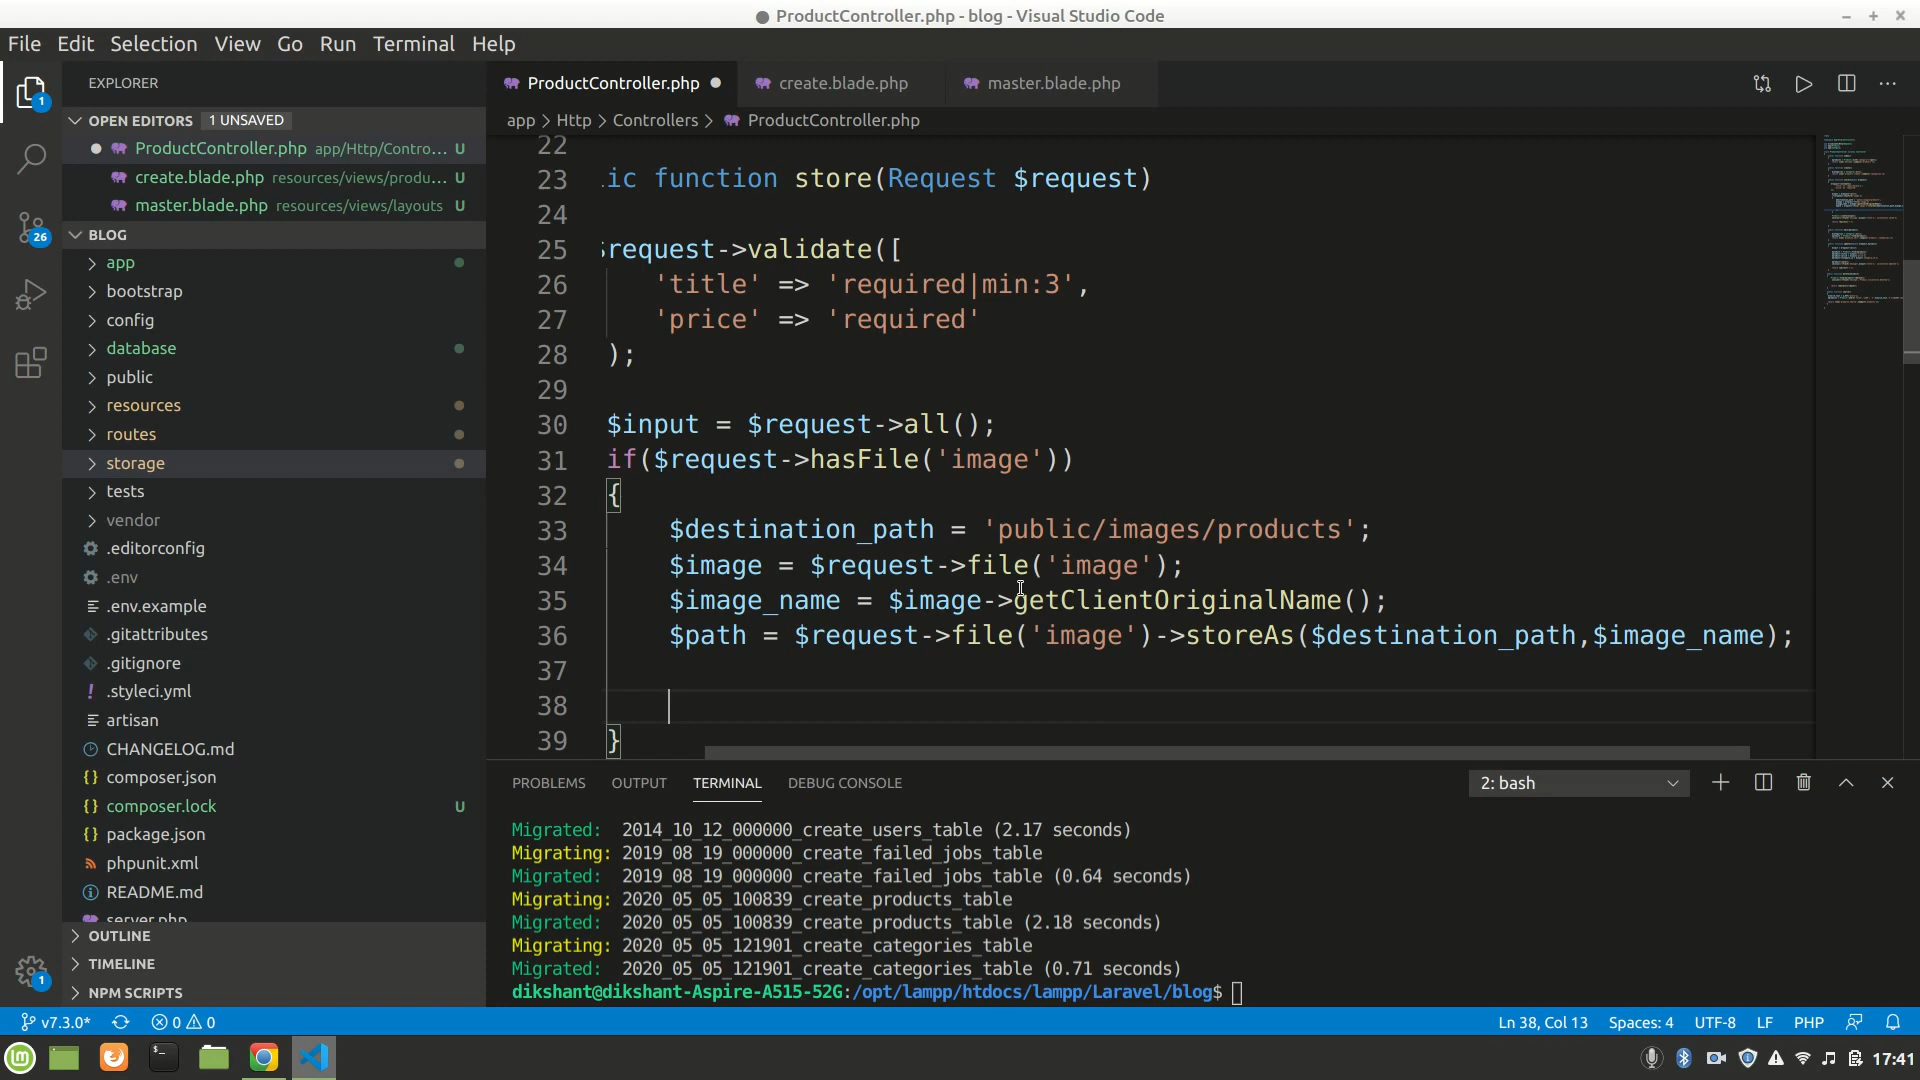 ProductController.php - blog - Visual Studio Code
File Edit Selection View Go Run Terminal Help
EXPLORER
OPEN EDITORS 1 UNSAVED
ProductController.php app/Http/Contro... U
create.blade.php resources/views/produ... U
master.blade.php resources/views/layouts U
BLOG
app
bootstrap
config
database
public
resources
routes
storage
tests
vendor
.editorconfig
.env
.env.example
.gitattributes
.gitignore
.styleci.yml
artisan
CHANGELOG.md
composer.json
composer.lock U
package.json
phpunit.xml
README.md
server.php
OUTLINE
TIMELINE
NPM SCRIPTS
1
26
1
ProductController.php create.blade.php master.blade.php
app > Http > Controllers > ProductController.php
22
23 ic function store(Request $request)
24
25 request->validate([
26 'title' => 'required|min:3',
27 'price' => 'required'
28 );
29
30 $input = $request->all();
31 if($request->hasFile('image'))
32 {
33 $destination_path = 'public/images/products';
34 $image = $request->file('image');
35 $image_name = $image->getClientOriginalName();
36 $path = $request->file('image')->storeAs($destination_path,$image_name);
37
38
39 }
PROBLEMS OUTPUT TERMINAL DEBUG CONSOLE 2: bash
Migrated: 2014_10_12_000000_create_users_table (2.17 seconds)
Migrating: 2019_08_19_000000_create_failed_jobs_table
Migrated: 2019_08_19_000000_create_failed_jobs_table (0.64 seconds)
Migrating: 2020_05_05_100839_create_products_table
Migrated: 2020_05_05_100839_create_products_table (2.18 seconds)
Migrating: 2020_05_05_121901_create_categories_table
Migrated: 2020_05_05_121901_create_categories_table (0.71 seconds)
dikshant@dikshant-Aspire-A515-52G:/opt/lampp/htdocs/lampp/Laravel/blog$
v7.3.0* 0 0 Ln 38, Col 13 Spaces: 4 UTF-8 LF PHP
17:41